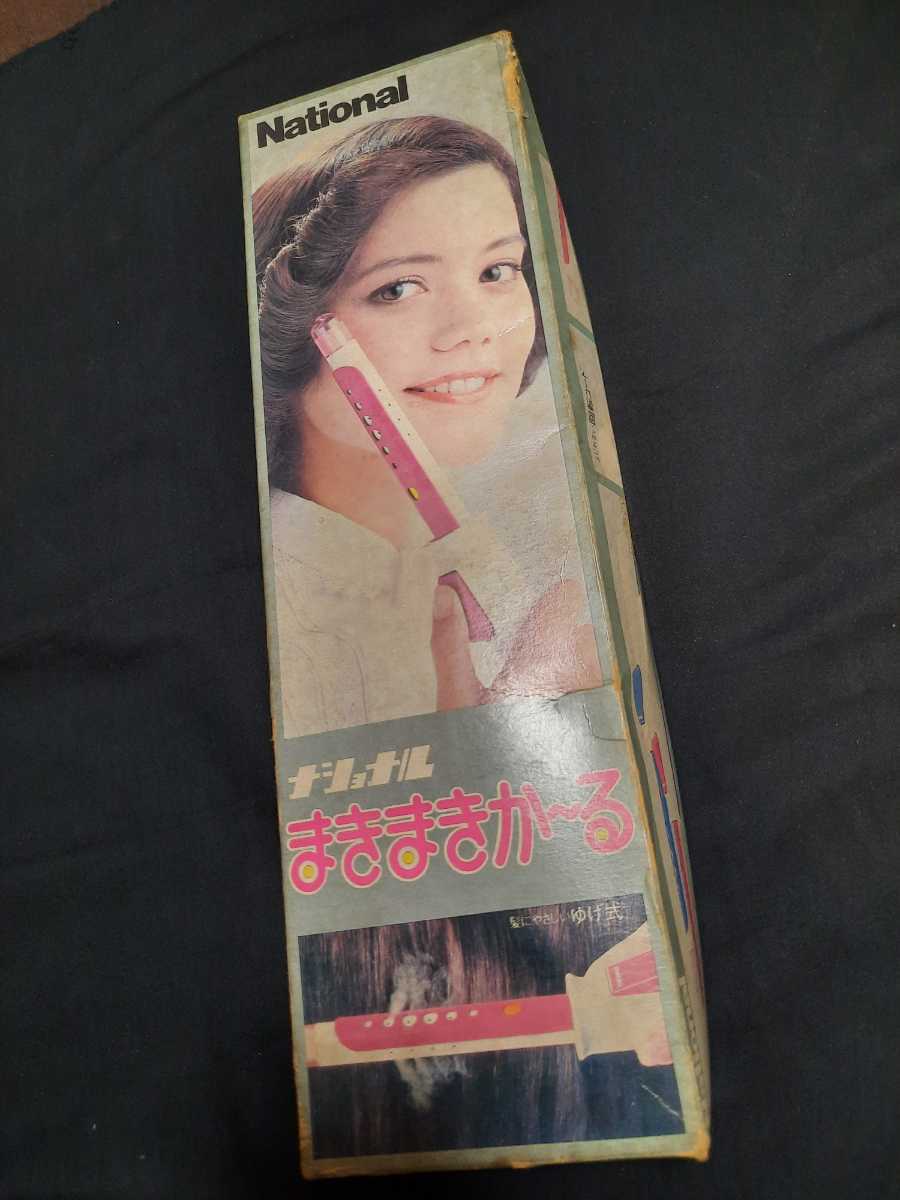 National
ナショナル
まきまきか〜る
髪にやさしいゆげ式